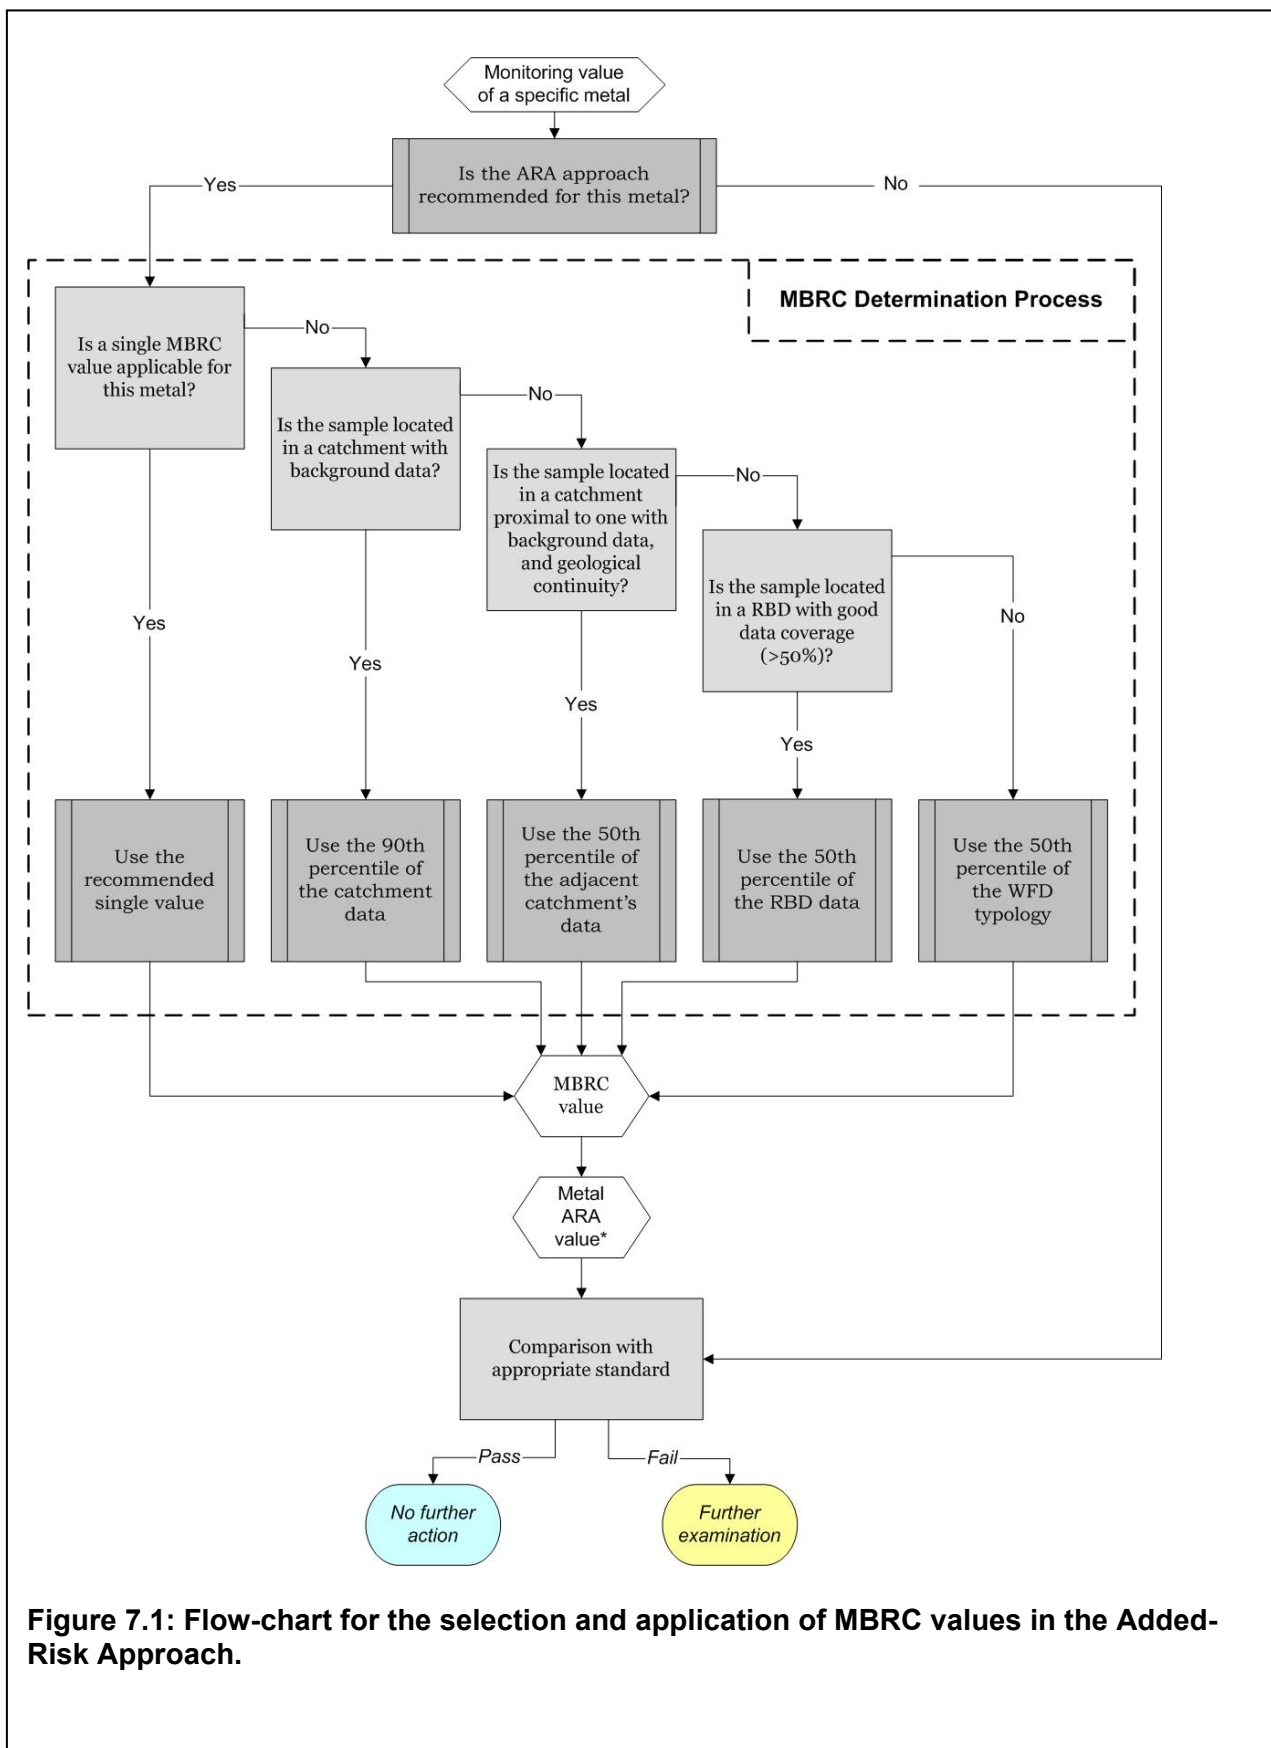 Monitoring value
of a specific metal
Is the ARA approach
recommended for this metal?
Yes
No
MBRC Determination Process
Is a single MBRC
value applicable for
this metal?
No
Is the sample located
in a catchment with
background data?
No
Is the sample located
in a catchment
proximal to one with
background data,
and geological
continuity?
No
Is the sample located
in a RBD with good
data coverage
(>50%)?
No
Yes
Yes
Yes
Yes
Use the
recommended
single value
Use the 90th
percentile of
the catchment
data
Use the 50th
percentile of
the adjacent
catchment's
data
Use the 50th
percentile of
the RBD data
Use the 50th
percentile of
the WFD
typology
MBRC
value
Metal
ARA
value*
Comparison with
appropriate standard
Pass
Fail
No further
action
Further
examination
Figure 7.1: Flow-chart for the selection and application of MBRC values in the Added-
Risk Approach.